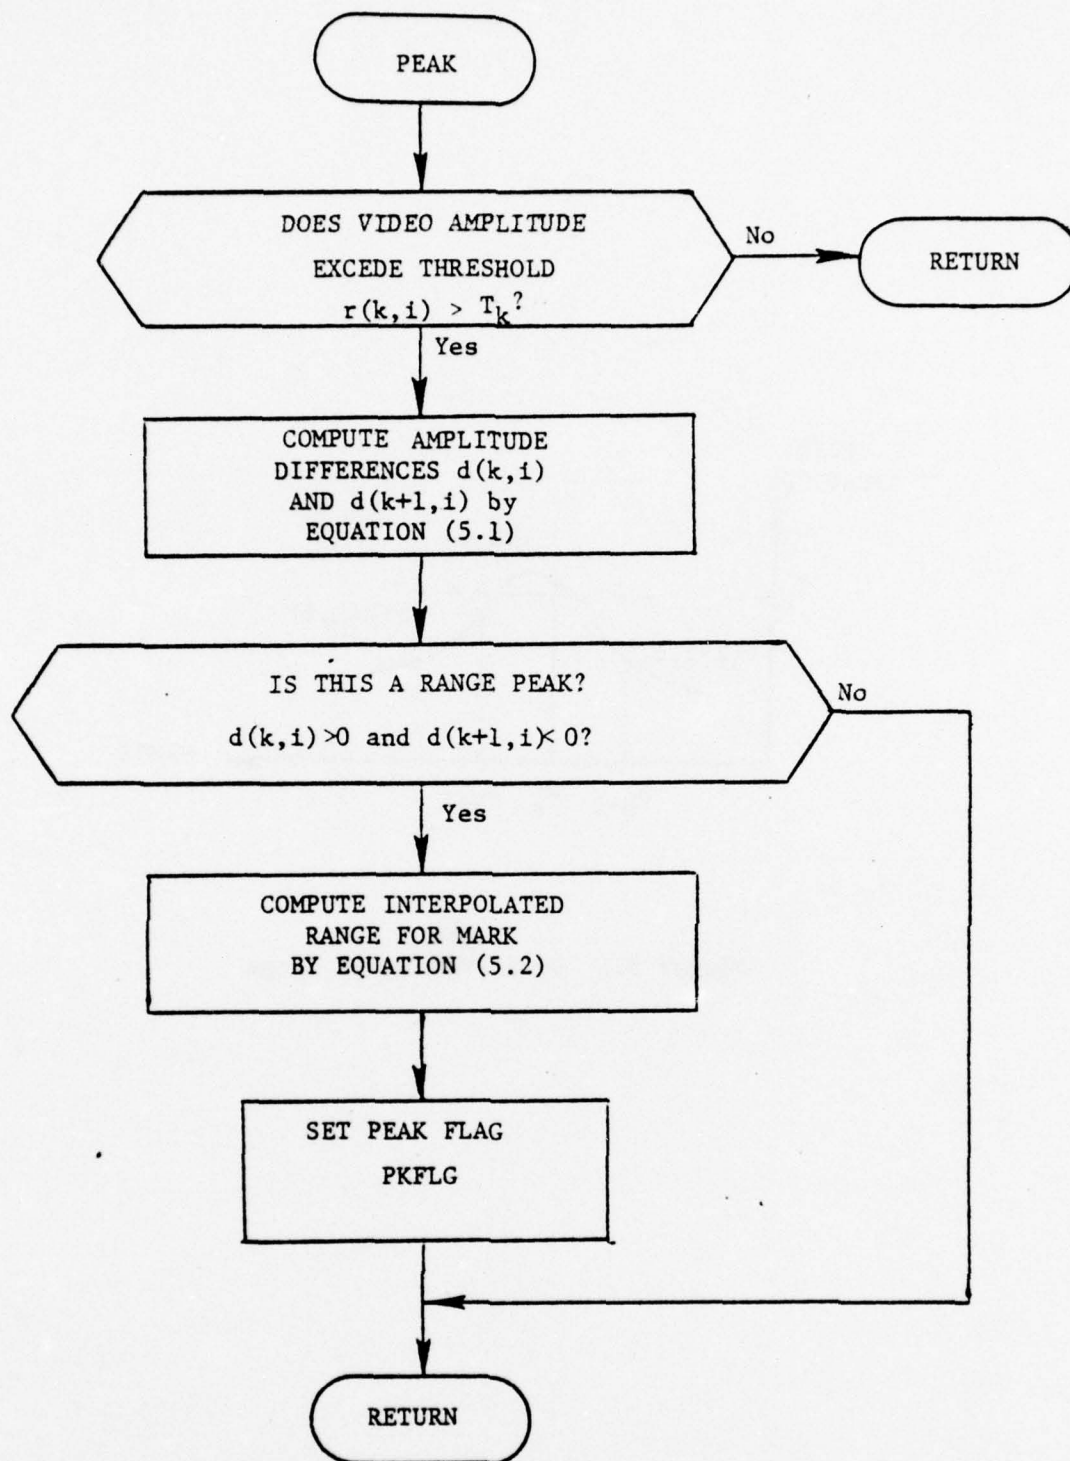 PEAK
DOES VIDEO AMPLITUDE
EXCEDE THRESHOLD
r(k,i) > T_k?
No
RETURN
Yes
COMPUTE AMPLITUDE
DIFFERENCES d(k,i)
AND d(k+1,i) by
EQUATION (5.1)
IS THIS A RANGE PEAK?
No
d(k,i)>0 and d(k+1,i)< 0?
Yes
COMPUTE INTERPOLATED
RANGE FOR MARK
BY EQUATION (5.2)
SET PEAK FLAG
PKFLG
RETURN